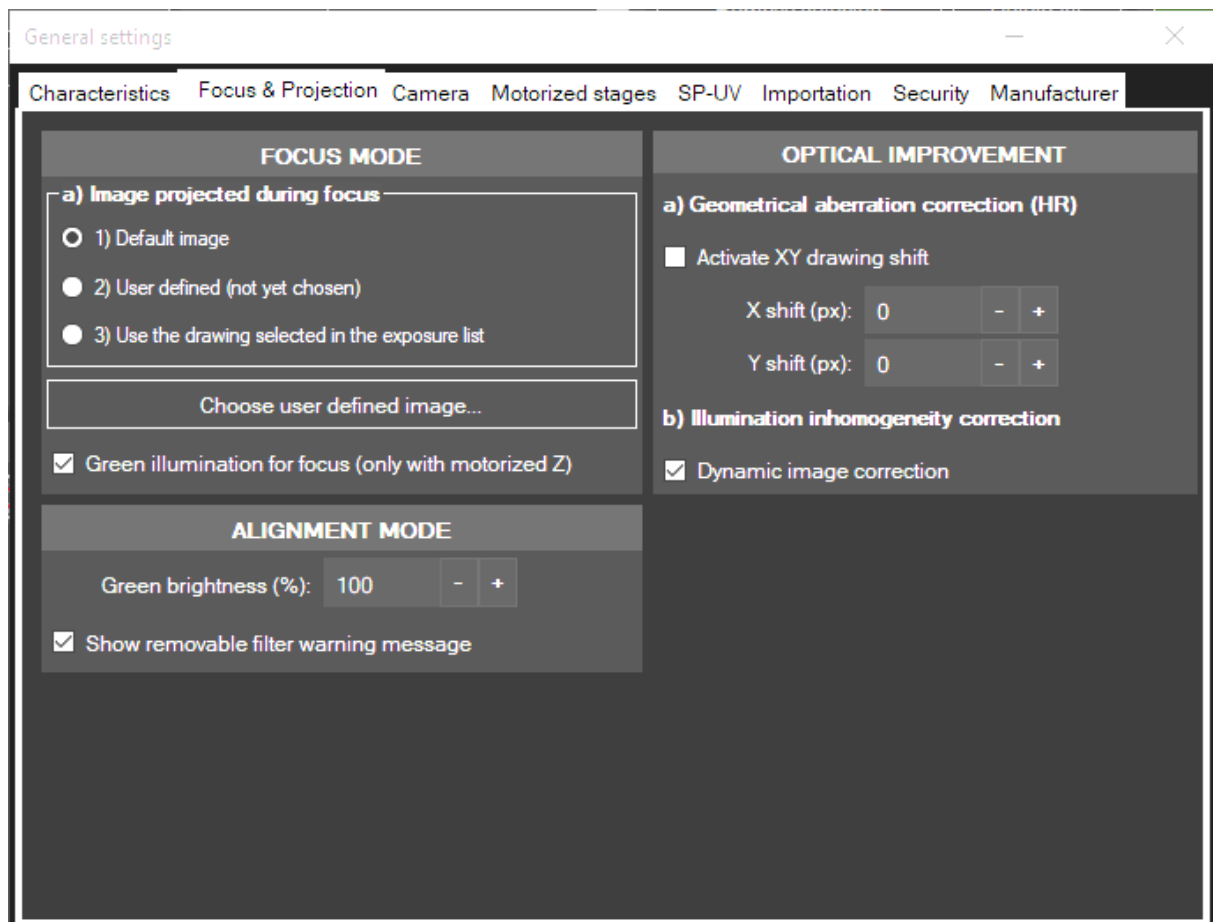 General settings
Characteristics Focus & Projection Camera Motorized stages SP-UV Importation Security Manufacturer
FOCUS MODE
a) Image projected during focus
1) Default image
2) User defined (not yet chosen)
3) Use the drawing selected in the exposure list
Choose user defined image...
Green illumination for focus (only with motorized Z)
ALIGNMENT MODE
Green brightness (%): 100 - +
Show removable filter warning message
OPTICAL IMPROVEMENT
a) Geometrical aberration correction (HR)
Activate XY drawing shift
X shift (px): 0 - +
Y shift (px): 0 - +
b) Illumination inhomogeneity correction
Dynamic image correction